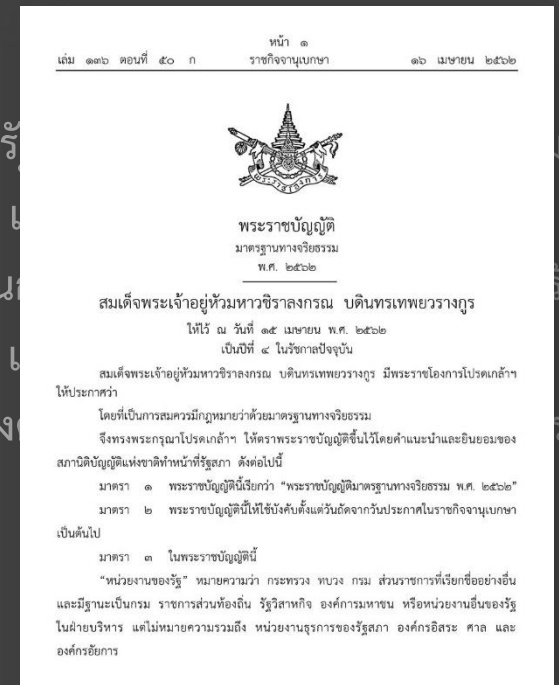 หน้า ๑
เล่ม ๑๓๖ ตอนที่ ๕๐ ก ราชกิจจานุเบกษา ๑๖ เมษายน ๒๕๖๒
พระราชบัญญัติ
มาตรฐานทางจริยธรรม
พ.ศ. ๒๕๖๒
สมเด็จพระเจ้าอยู่หัวมหาวชิราลงกรณ บดินทรเทพยวรางกูร
ให้ไว้ ณ วันที่ ๑๕ เมษายน พ.ศ. ๒๕๖๒
เป็นปีที่ ๔ ในรัชกาลปัจจุบัน
สมเด็จพระเจ้าอยู่หัวมหาวชิราลงกรณ บดินทรเทพยวรางกูร มีพระราชโองการโปรดเกล้าฯ
ให้ประกาศว่า
โดยที่เป็นการสมควรมีกฎหมายว่าด้วยมาตรฐานทางจริยธรรม
จึงทรงพระกรุณาโปรดเกล้าฯ ให้ตราพระราชบัญญัติขึ้นไว้โดยคำแนะนำและยินยอมของ
สภานิติบัญญัติแห่งชาติทำหน้าที่รัฐสภา ดังต่อไปนี้
มาตรา ๑ พระราชบัญญัตินี้เรียกว่า “พระราชบัญญัติมาตรฐานทางจริยธรรม พ.ศ. ๒๕๖๒”
มาตรา ๒ พระราชบัญญัตินี้ให้ใช้บังคับตั้งแต่วันถัดจากวันประกาศในราชกิจจานุเบกษา
เป็นต้นไป
มาตรา ๓ ในพระราชบัญญัตินี้
“หน่วยงานของรัฐ” หมายความว่า กระทรวง ทบวง กรม ส่วนราชการที่เรียกชื่ออย่างอื่น
และมีฐานะเป็นกรม ราชการส่วนท้องถิ่น รัฐวิสาหกิจ องค์การมหาชน หรือหน่วยงานอื่นของรัฐ
ในฝ่ายบริหาร แต่ไม่หมายความรวมถึง หน่วยงานธุรการของรัฐสภา องค์กรอิสระ ศาล และ
องค์กรอัยการ